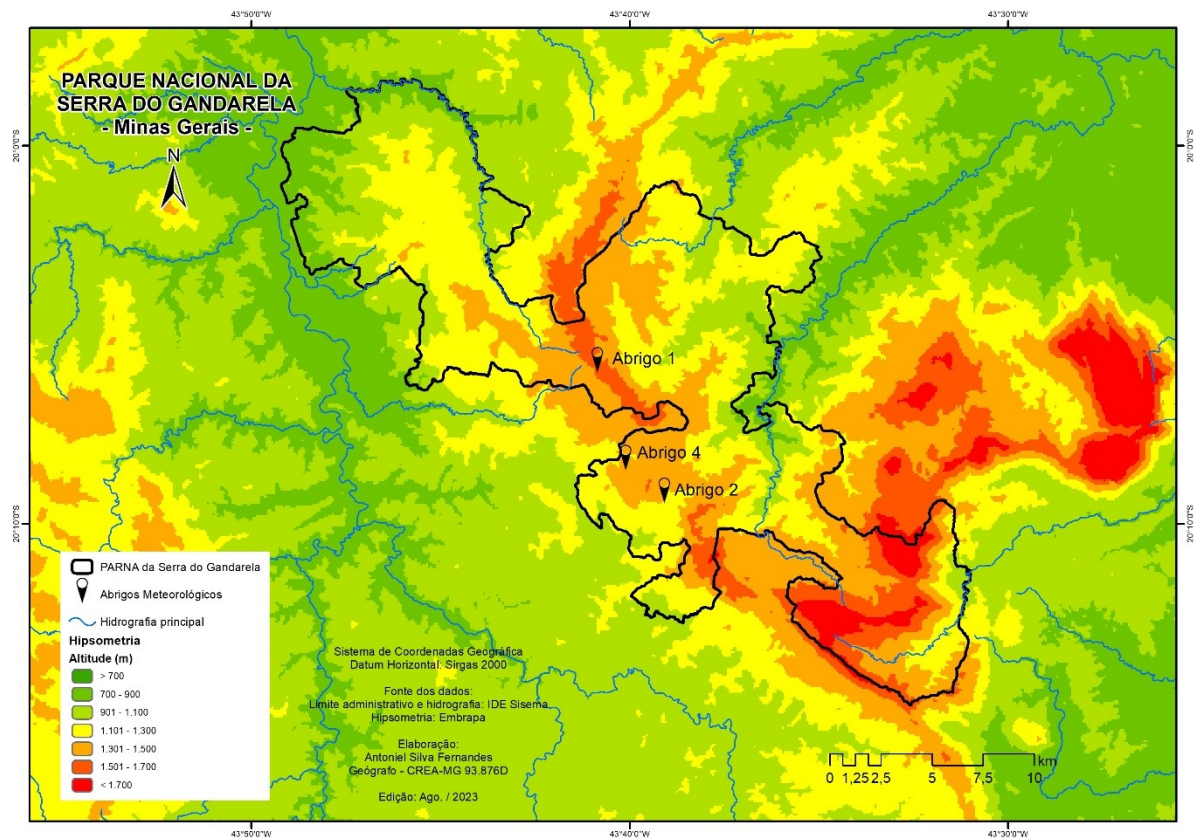 43°50'0"W
43°40'0"W
43°30'0"W
PARQUE NACIONAL DA
SERRA DO GANDARELA
- Minas Gerais -
N
20°0'0"S
20°0'0"S
Abrigo 1
Abrigo 4
Abrigo 2
20°10'0"S
20°10'0"S
PARNA da Serra do Gandarela
Abrigos Meteorológicos
Hidrografia principal
Hipsometria
Altitude (m)
> 700
700 - 900
901 - 1.100
1.101 - 1.300
1.301 - 1.500
1.501 - 1.700
< 1.700
Sistema de Coordenadas Geográfica
Datum Horizontal: Sirgas 2000
Fonte dos dados:
Limite administrativo e hidrografia: IDE Sisema
Hipsometria: Embrapa
Elaboração:
Antoniel Silva Fernandes
Geógrafo - CREA-MG 93.876D
Edição: Ago. / 2023
km
0 1,25 2,5 5 7,5 10
43°50'0"W
43°40'0"W
43°30'0"W